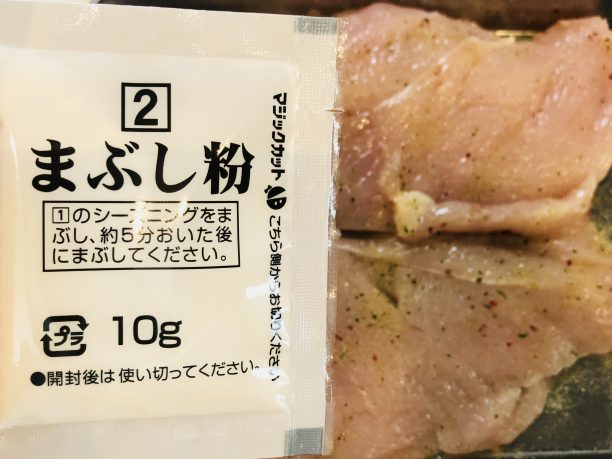 2
まぶし粉
1のシーズニングをま
ぶし、約5分おいた後
にまぶしてください。
プラ
10g
●開封後は使い切ってください。
マジックカット
こちら側からお切りください